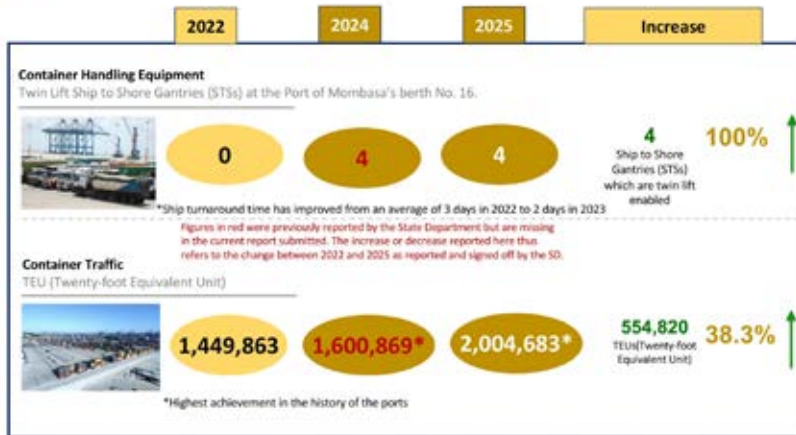 2022 2024 2025 Increase
Container Handling Equipment
Twin Lift Ship to Shore Gantries (STSs) at the Port of Mombasa's berth No. 16.
0 4 4
4
Ship to Shore
Gantries (STSs)
which are twin lift
enabled
100%
*Ship turnaround time has improved from an average of 3 days in 2022 to 2 days in 2023
Figures in red were previously reported by the State Department but are missing
in the current report submitted. The increase or decrease reported here thus
refers to the change between 2022 and 2025 as reported and signed off by the SD.
Container Traffic
TEU (Twenty-foot Equivalent Unit)
1,449,863 1,600,869* 2,004,683*
554,820
TEUs(Twenty-foot
Equivalent Unit)
38.3%
*Highest achievement in the history of the ports